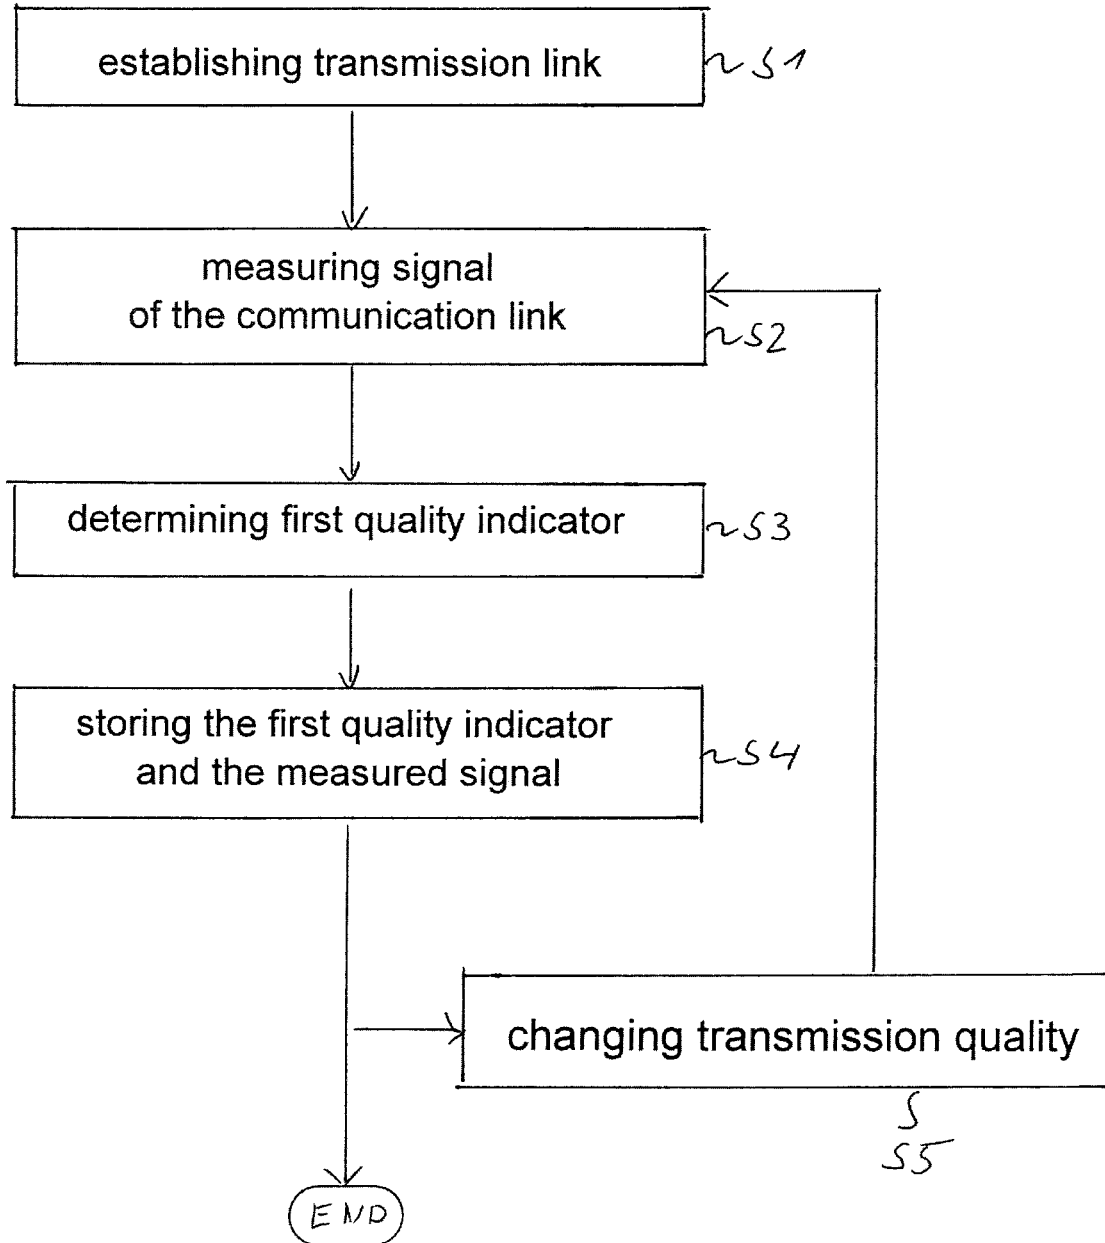 establishing transmission link
S1
measuring signal
of the communication link
S2
determining first quality indicator
S3
storing the first quality indicator
and the measured signal
S4
changing transmission quality
S5
END